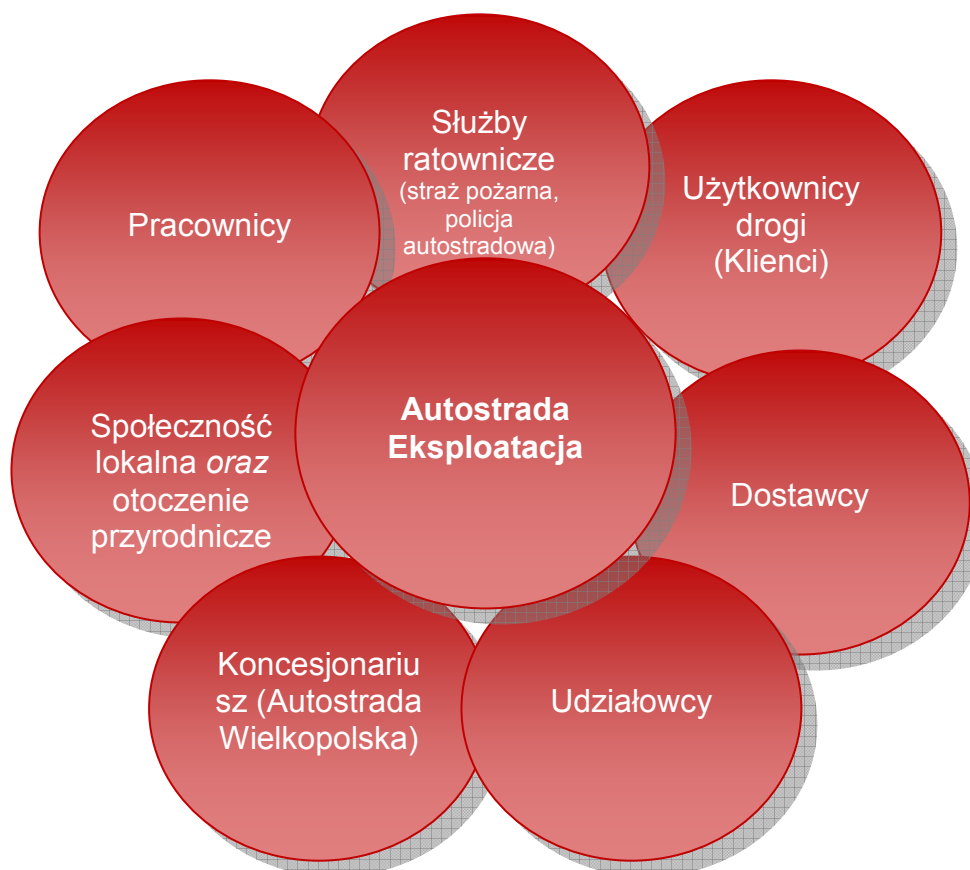 Służby
ratownicze
(straż pożarna,
policja
autostradowa)
Pracownicy
Użytkownicy
drogi
(Klienci)
Autostrada
Eksploatacja
Społeczność
lokalna oraz
otoczenie
przyrodnicze
Dostawcy
Koncesjonariu
sz (Autostrada
Wielkopolska)
Udziałowcy